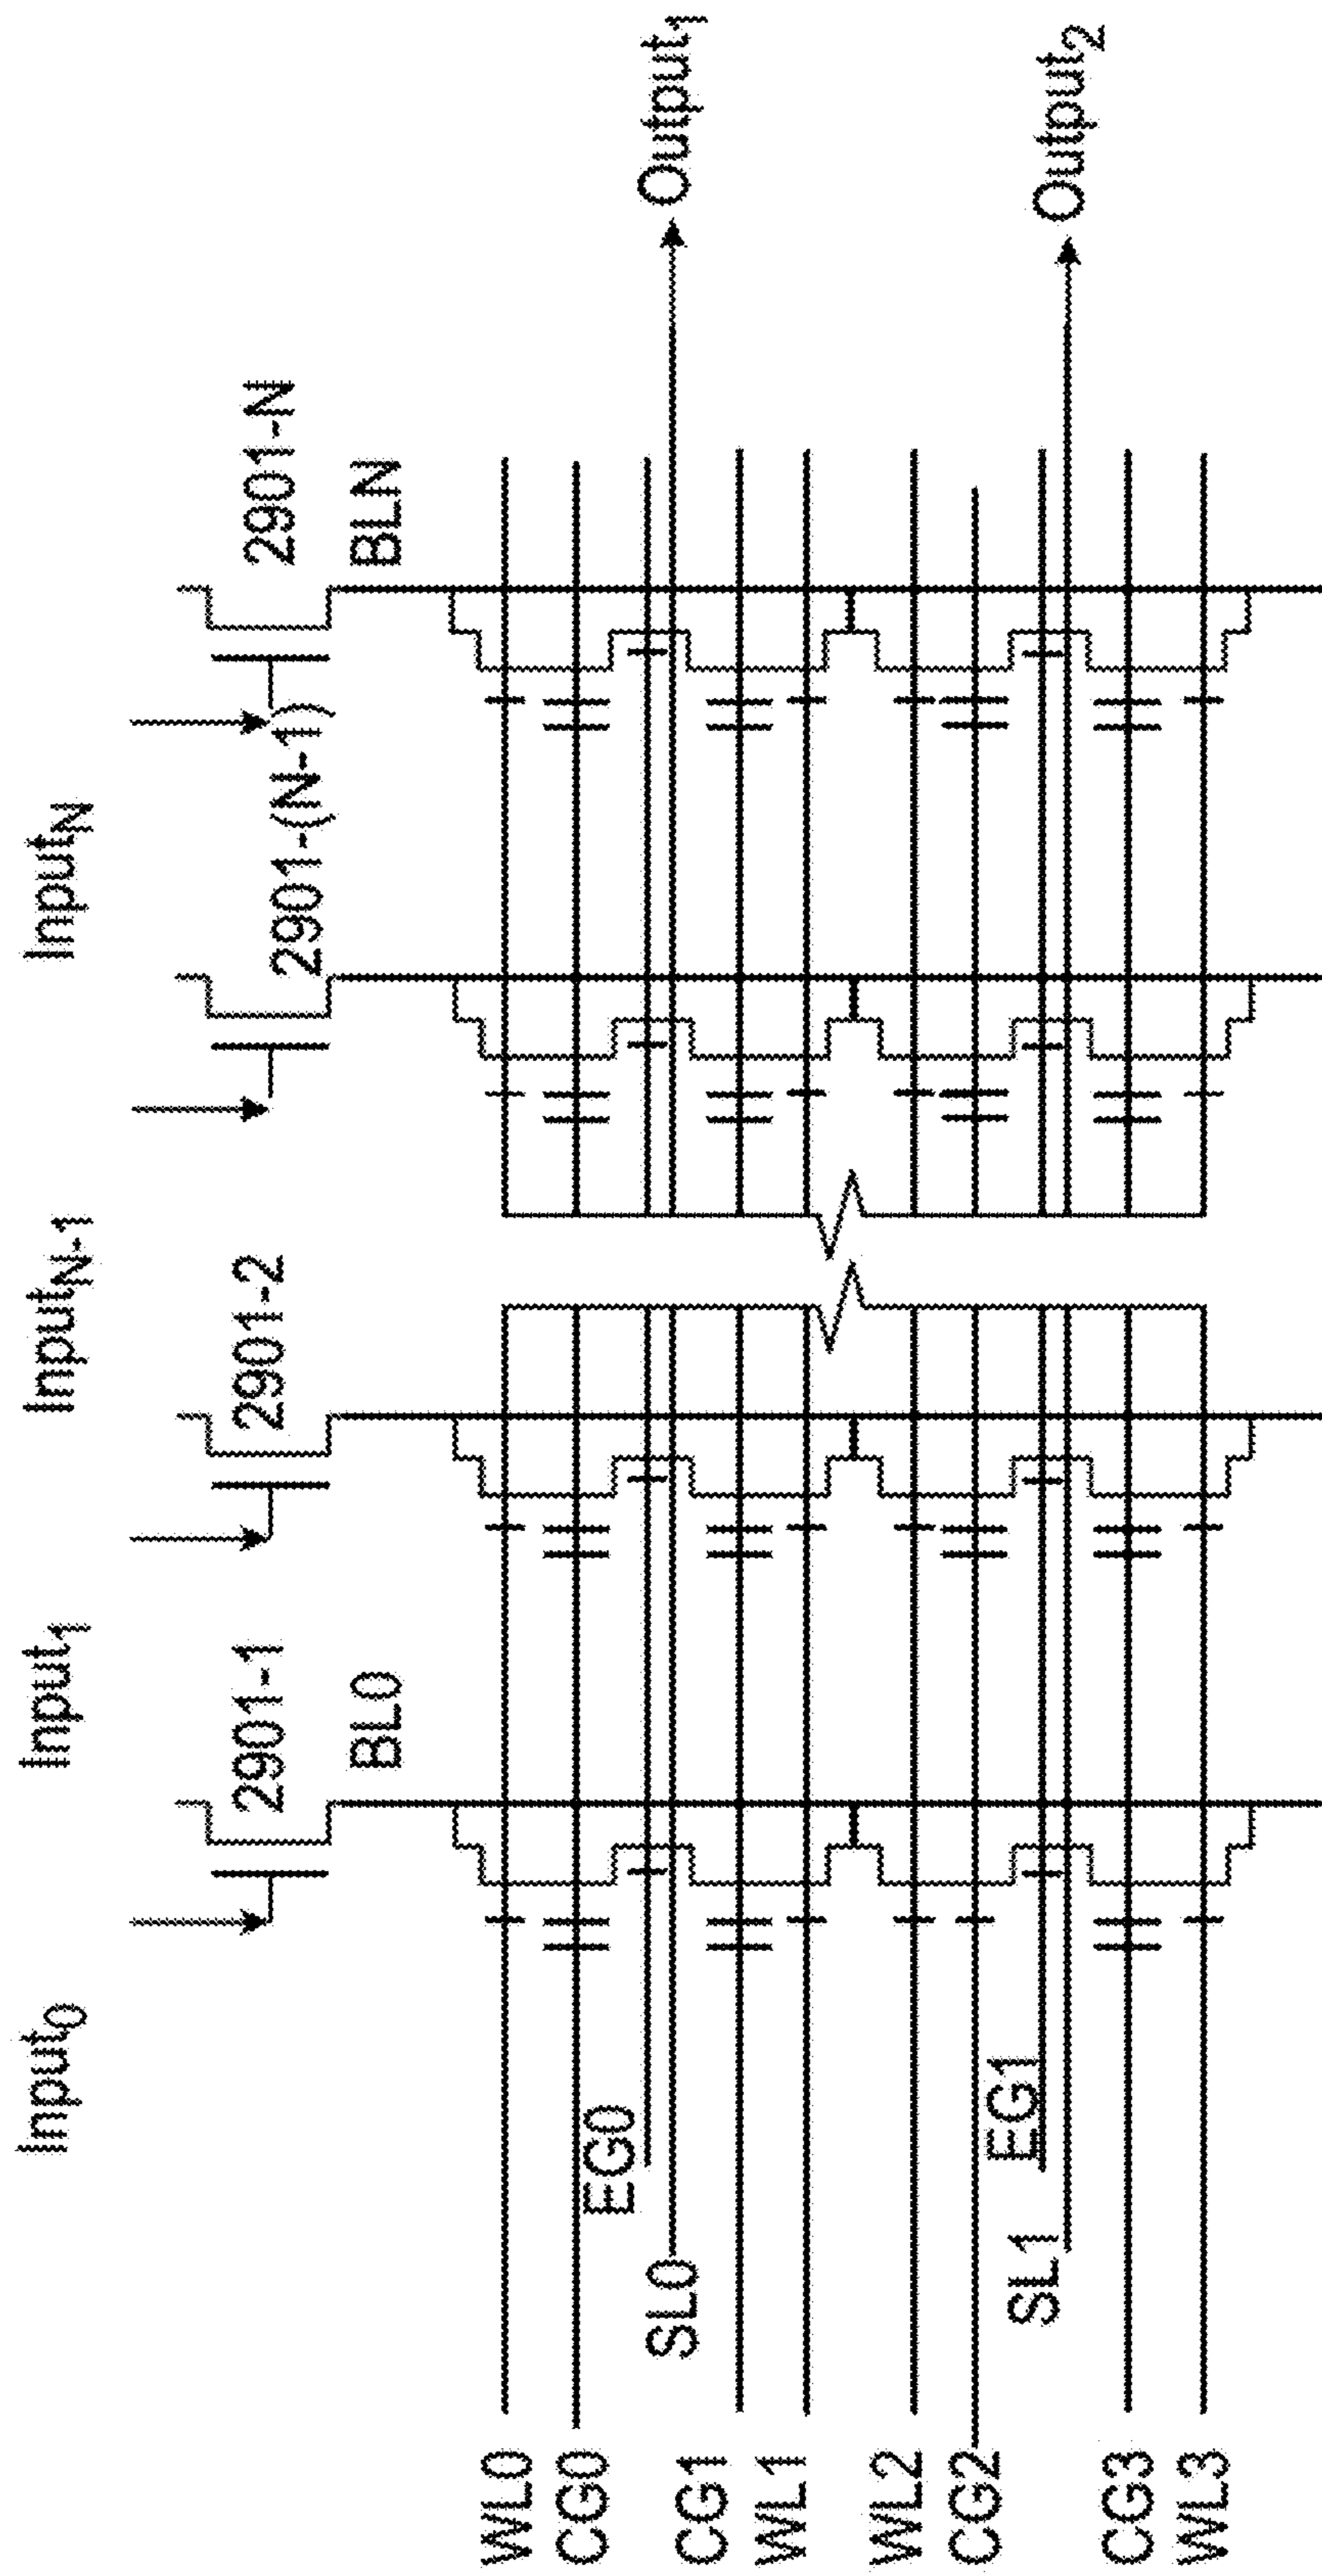 Input0
Input1
InputN-1
InputN
2901-1
2901-2
2901-(N-1)
2901-N
BL0
BLN
WL0
CG0
EG0
SL0
Output1
CG1
WL1
WL2
CG2
EG1
SL1
Output2
CG3
WL3